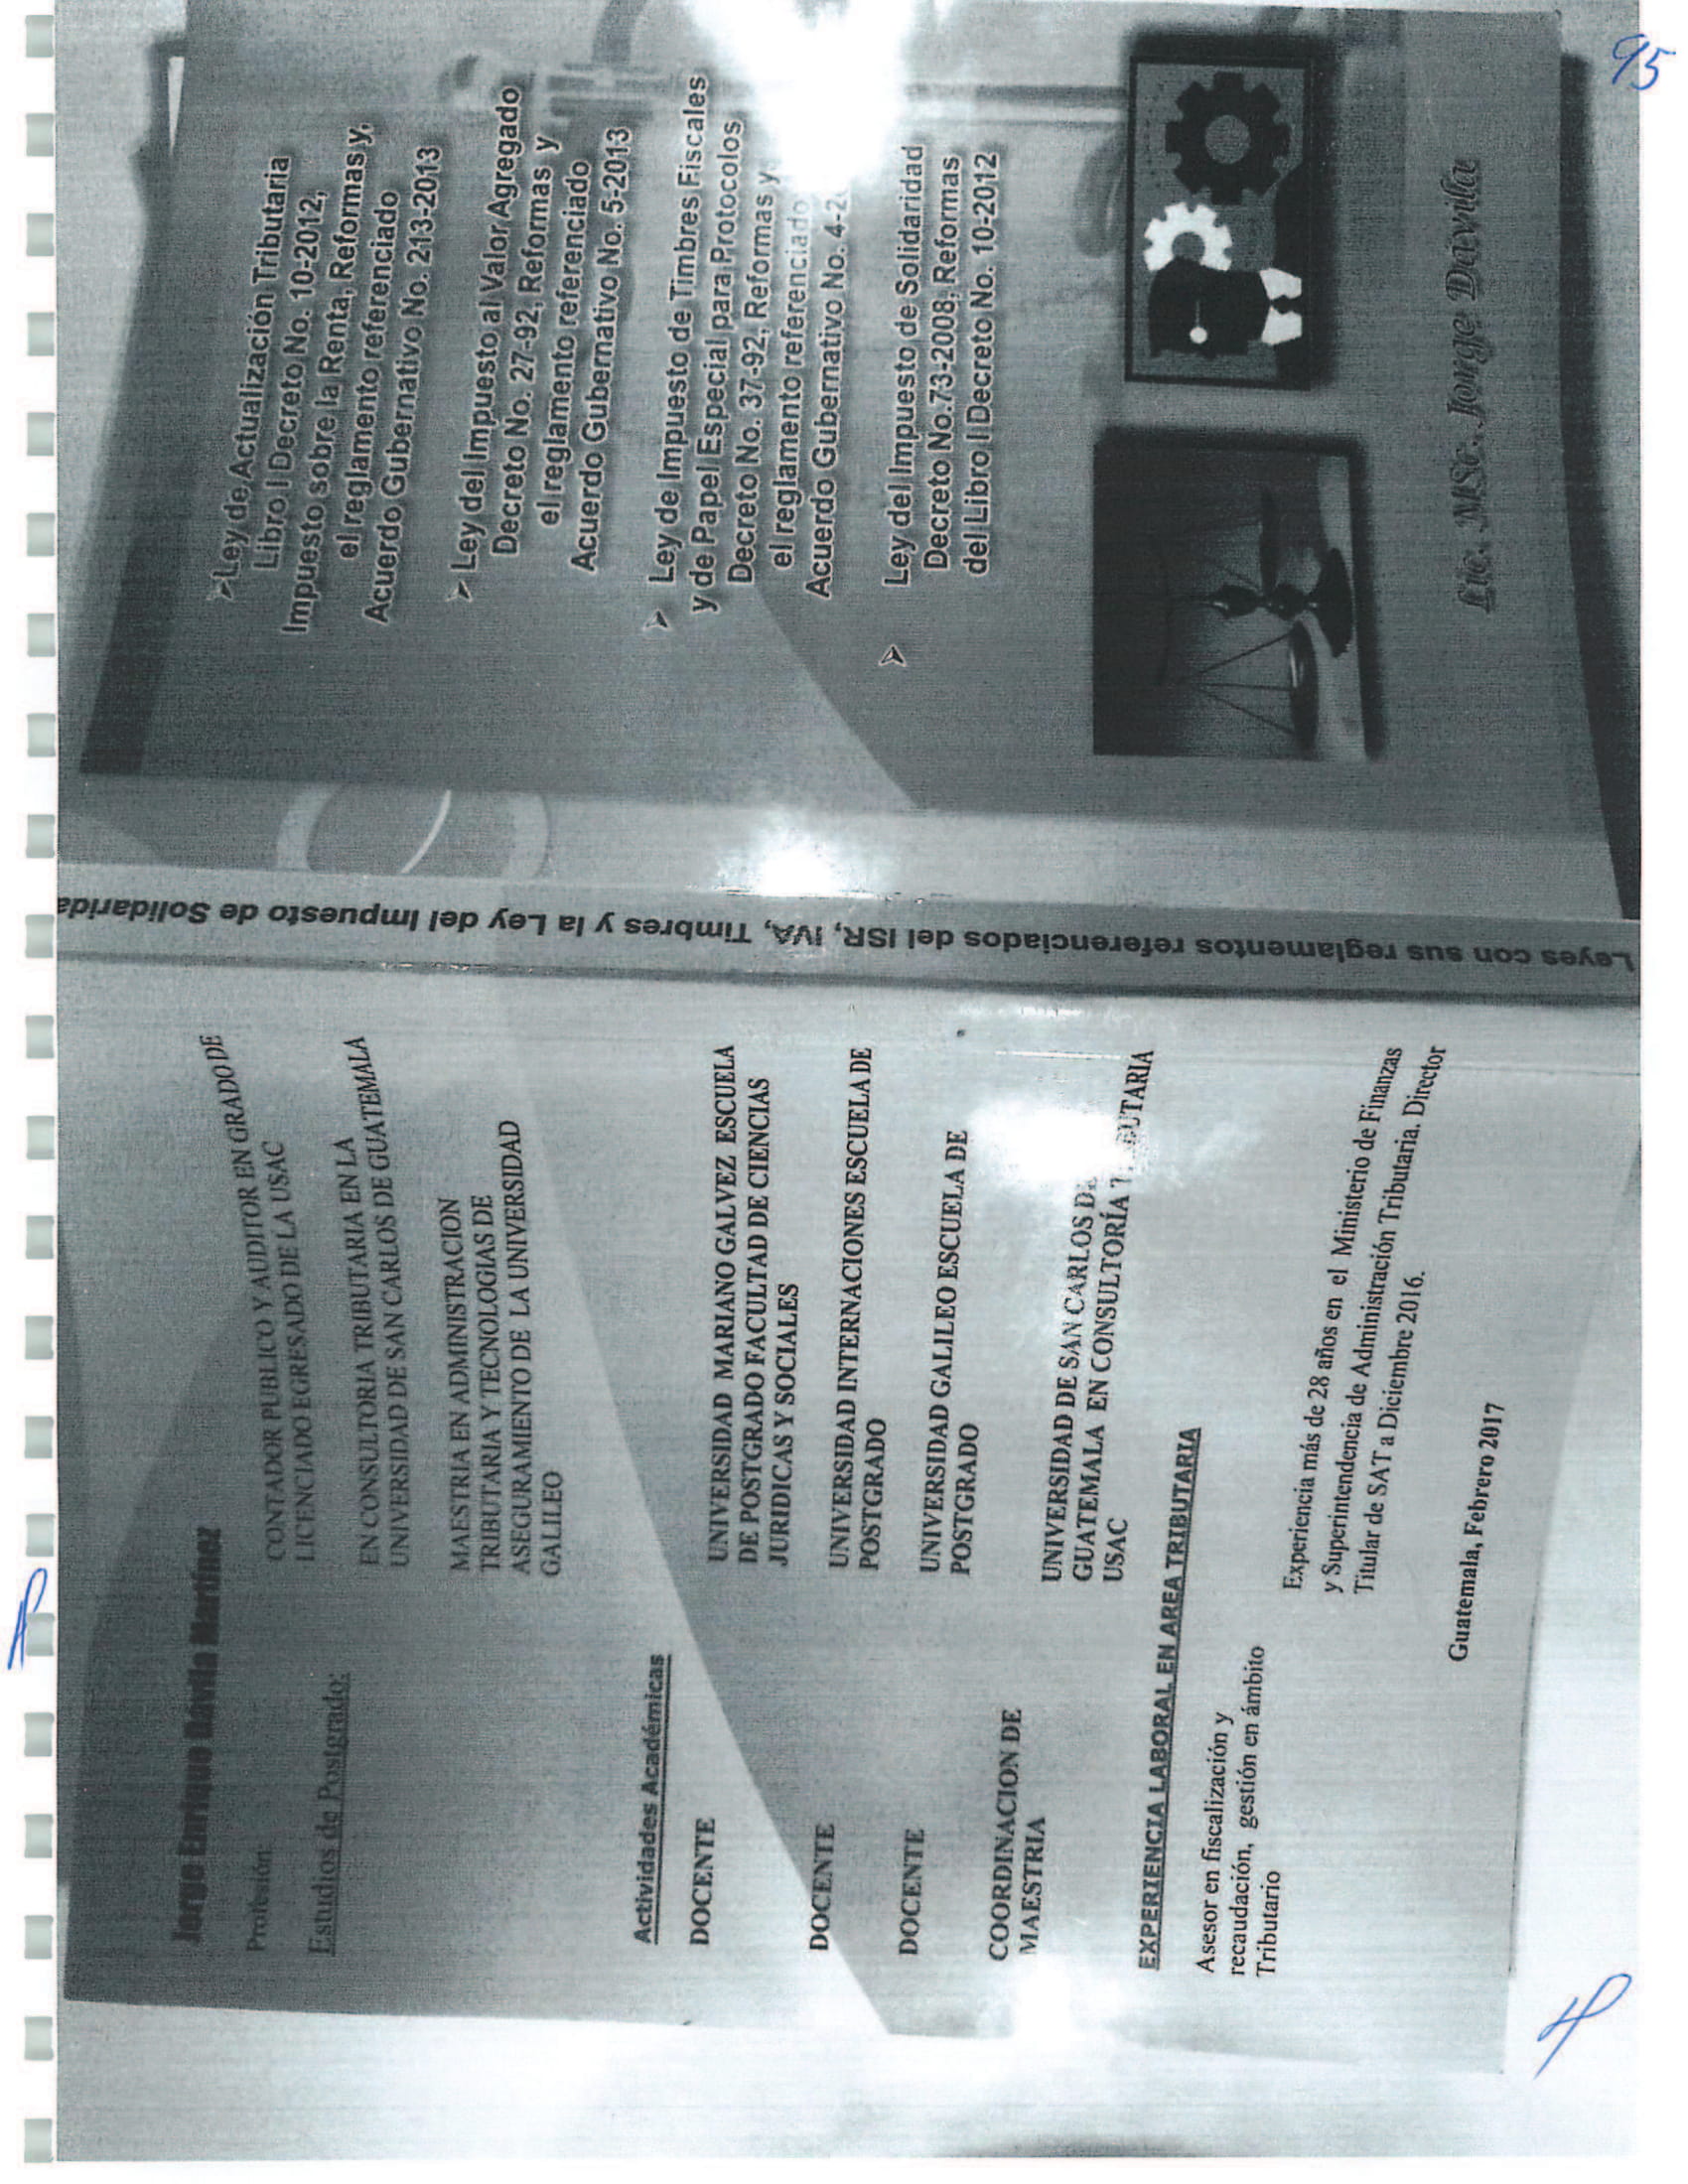 Jorge Enrique Dávila Martínez
Profesión:
CONTADOR PUBLICO Y AUDITOR EN GRADO DE
LICENCIADO EGRESADO DE LA USAC
Estudios de Postgrado:
EN CONSULTORIA TRIBUTARIA EN LA
UNIVERSIDAD DE SAN CARLOS DE GUATEMALA
MAESTRIA EN ADMINISTRACION
TRIBUTARIA Y TECNOLOGIAS DE
ASEGURAMIENTO DE LA UNIVERSIDAD
GALILEO
Actividades Académicas
DOCENTE
UNIVERSIDAD MARIANO GALVEZ ESCUELA
DE POSTGRADO FACULTAD DE CIENCIAS
JURIDICAS Y SOCIALES
DOCENTE
UNIVERSIDAD INTERNACIONES ESCUELA DE
POSTGRADO
DOCENTE
UNIVERSIDAD GALILEO ESCUELA DE
POSTGRADO
COORDINACION DE
MAESTRIA
UNIVERSIDAD DE SAN CARLOS DE
GUATEMALA EN CONSULTORÍA TRIBUTARIA
USAC
EXPERIENCIA LABORAL EN AREA TRIBUTARIA
Asesor en fiscalización y
recaudación, gestión en ámbito
Tributario
Experiencia más de 28 años en el Ministerio de Finanzas
y Superintendencia de Administración Tributaria. Director
Titular de SAT a Diciembre 2016.
Guatemala, Febrero 2017
Leyes con sus reglamentos referenciados del ISR, IVA, Timbres y la Ley del Impuesto de Solidarida
➢Ley de Actualización Tributaria
Libro I Decreto No. 10-2012,
Impuesto sobre la Renta, Reformas y,
el reglamento referenciado
Acuerdo Gubernativo No. 213-2013
➢ Ley del Impuesto al Valor Agregado
Decreto No. 27-92, Reformas y
el reglamento referenciado
Acuerdo Gubernativo No. 5-2013
➢ Ley de Impuesto de Timbres Fiscales
y de Papel Especial para Protocolos
Decreto No. 37-92, Reformas y
el reglamento referenciado
Acuerdo Gubernativo No. 4-2
➢ Ley del Impuesto de Solidaridad
Decreto No.73-2008, Reformas
del Libro I Decreto No. 10-2012
Lic. MSc. Jorge Davila
95